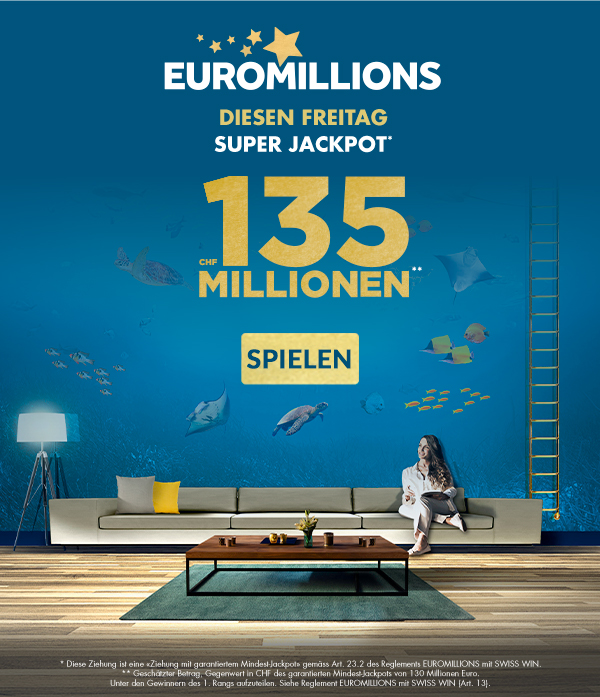 EUROMILLIONS
DIESEN FREITAG
SUPER JACKPOT*
CHF 135
MILLIONEN**
SPIELEN
* Diese Ziehung ist eine «Ziehung mit garantiertem Mindest-Jackpot» gemäss Art. 23.2 des Reglements EUROMILLIONS mit SWISS WIN.
** Geschätzter Betrag, Gegenwert in CHF des garantierten Mindest-Jackpots von 130 Millionen Euro.
Unter den Gewinnern des 1. Rangs aufzuteilen. Siehe Reglement EUROMILLIONS mit SWISS WIN (Art. 13).